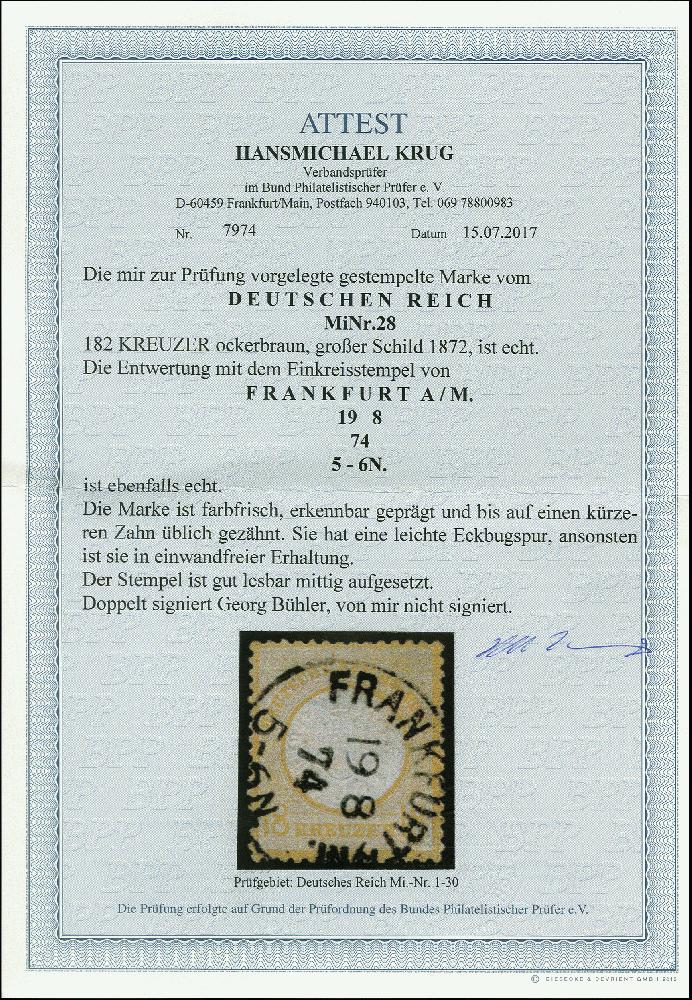 ATTEST
HANSMICHAEL KRUG
Verbandsprüfer
im Bund Philatelistischer Prüfer e. V.
D-60459 Frankfurt/Main, Postfach 940103, Tel. 069 78800983
Nr. 7974 Datum 15.07.2017
Die mir zur Prüfung vorgelegte gestempelte Marke vom
DEUTSCHEN REICH
MiNr.28
182 KREUZER ockerbraun, großer Schild 1872, ist echt.
Die Entwertung mit dem Einkreisstempel von
FRANKFURT A/M.
19 8
74
5 - 6N.
ist ebenfalls echt.
Die Marke ist farbfrisch, erkennbar geprägt und bis auf einen kürze-
ren Zahn üblich gezähnt. Sie hat eine leichte Eckbugspur, ansonsten
ist sie in einwandfreier Erhaltung.
Der Stempel ist gut lesbar mittig aufgesetzt.
Doppelt signiert Georg Bühler, von mir nicht signiert.
FRANKFURT A/M.
19 8
74
5-6N.
18 KREUZER
Prüfgebiet: Deutsches Reich Mi.-Nr. 1-30
Die Prüfung erfolgte auf Grund der Prüfordnung des Bundes Philatelistischer Prüfer e.V.
© GIESECKE & DEVRIENT GMBH